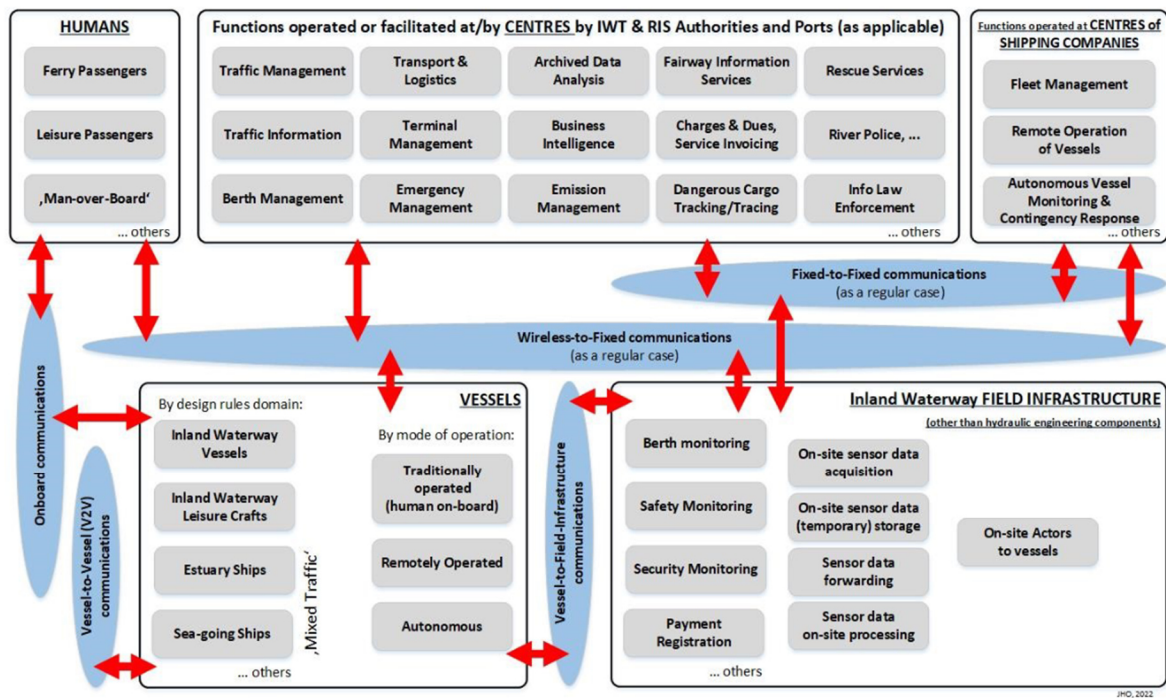 HUMANS
Ferry Passengers
Leisure Passengers
‚Man-over-Board‘
... others
Functions operated or facilitated at/by CENTRES by IWT & RIS Authorities and Ports (as applicable)
Traffic Management
Transport &
Logistics
Archived Data
Analysis
Fairway Information
Services
Rescue Services
Traffic Information
Terminal
Management
Business
Intelligence
Charges & Dues,
Service Invoicing
River Police, ...
Berth Management
Emergency
Management
Emission
Management
Dangerous Cargo
Tracking/Tracing
Info Law
Enforcement
... others
Functions operated at CENTRES of
SHIPPING COMPANIES
Fleet Management
Remote Operation
of Vessels
Autonomous Vessel
Monitoring &
Contingency Response
... others
Fixed-to-Fixed communications
(as a regular case)
Wireless-to-Fixed communications
(as a regular case)
Onboard communications
Vessel-to-Vessel (V2V)
communications
VESSELS
By design rules domain:
Inland Waterway
Vessels
Inland Waterway
Leisure Crafts
Estuary Ships
Sea-going Ships
... others
‚Mixed Traffic‘
By mode of operation:
Traditionally
operated
(human on-board)
Remotely Operated
Autonomous
Vessel-to-Field-Infrastructure
communications
Inland Waterway FIELD INFRASTRUCTURE
(other than hydraulic engineering components)
Berth monitoring
Safety Monitoring
Security Monitoring
Payment
Registration
... others
On-site sensor data
acquisition
On-site sensor data
(temporary) storage
Sensor data
forwarding
Sensor data
on-site processing
On-site Actors
to vessels
JHO, 2022